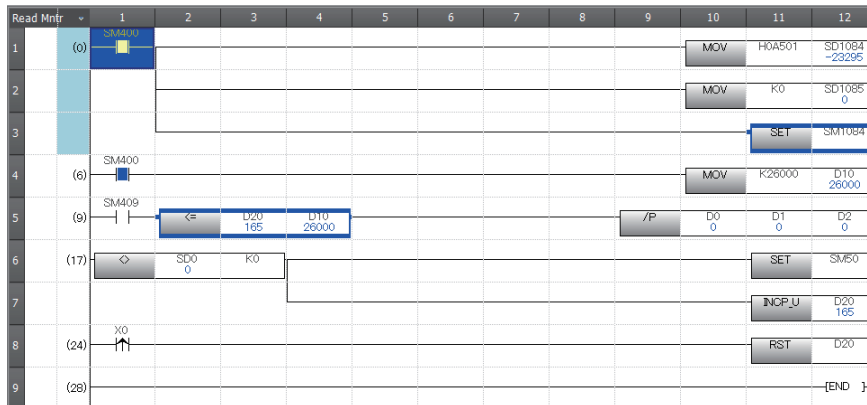 Read Mntr 1 2 3 4 5 6 7 8 9 10 11 12
SM400
1 (0) MOV H0A501 SD1084
-23295
2 MOV K0 SD1085
0
3 SET SM1084
SM400
4 (6) MOV K26000 D10
26000
SM409
5 (9) <= D20 D10 /P D0 D1 D2
165 26000 0 0 0
6 (17) <> SD0 K0 SET SM50
0
7 INCP_U D20
165
X0
8 (24) RST D20
9 (28) [END ]